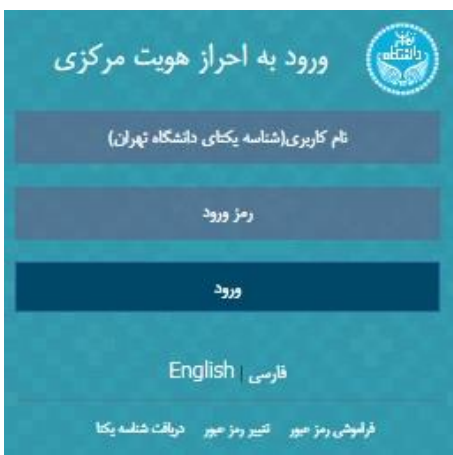 ورود به احراز هویت مرکزی
نام کاربری(شناسه یکتای دانشگاه تهران)
رمز ورود
ورود
فارسی | English
فراموشی رمز عبور تغییر رمز عبور دریافت شناسه یکتا